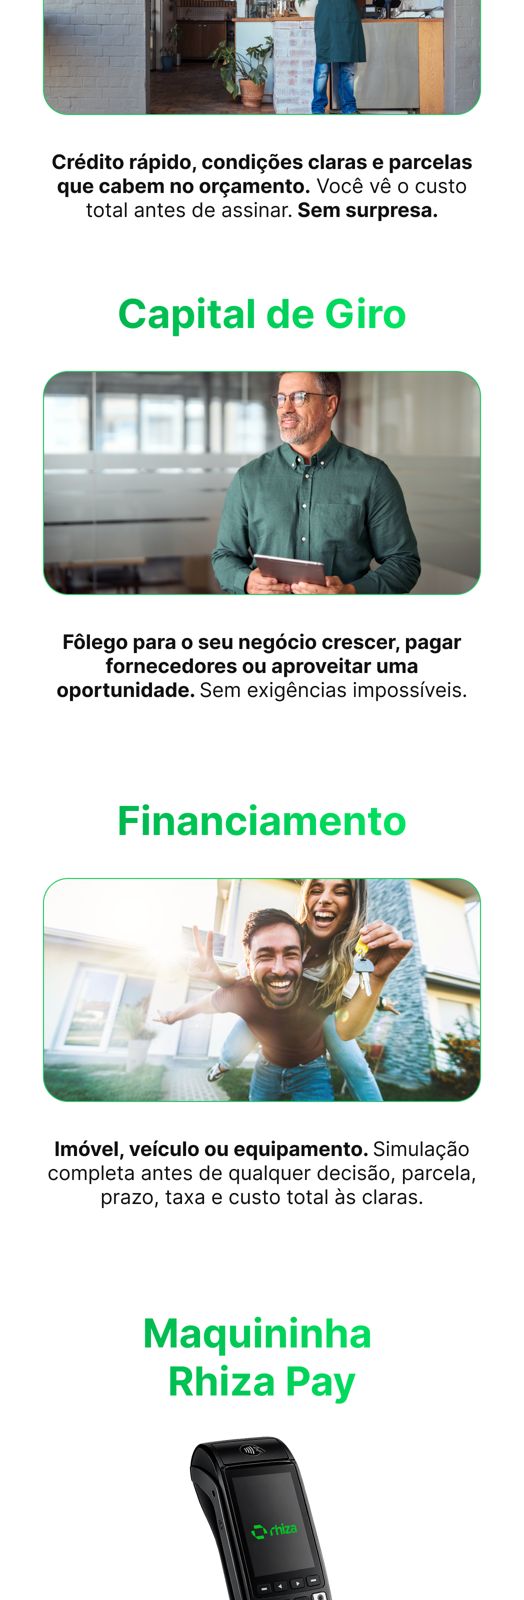 Crédito rápido, condições claras e parcelas
que cabem no orçamento. Você vê o custo
total antes de assinar. Sem surpresa.
Capital de Giro
Fôlego para o seu negócio crescer, pagar
fornecedores ou aproveitar uma
oportunidade. Sem exigências impossíveis.
Financiamento
Imóvel, veículo ou equipamento. Simulação
completa antes de qualquer decisão, parcela,
prazo, taxa e custo total às claras.
Maquininha
Rhiza Pay
rhiza